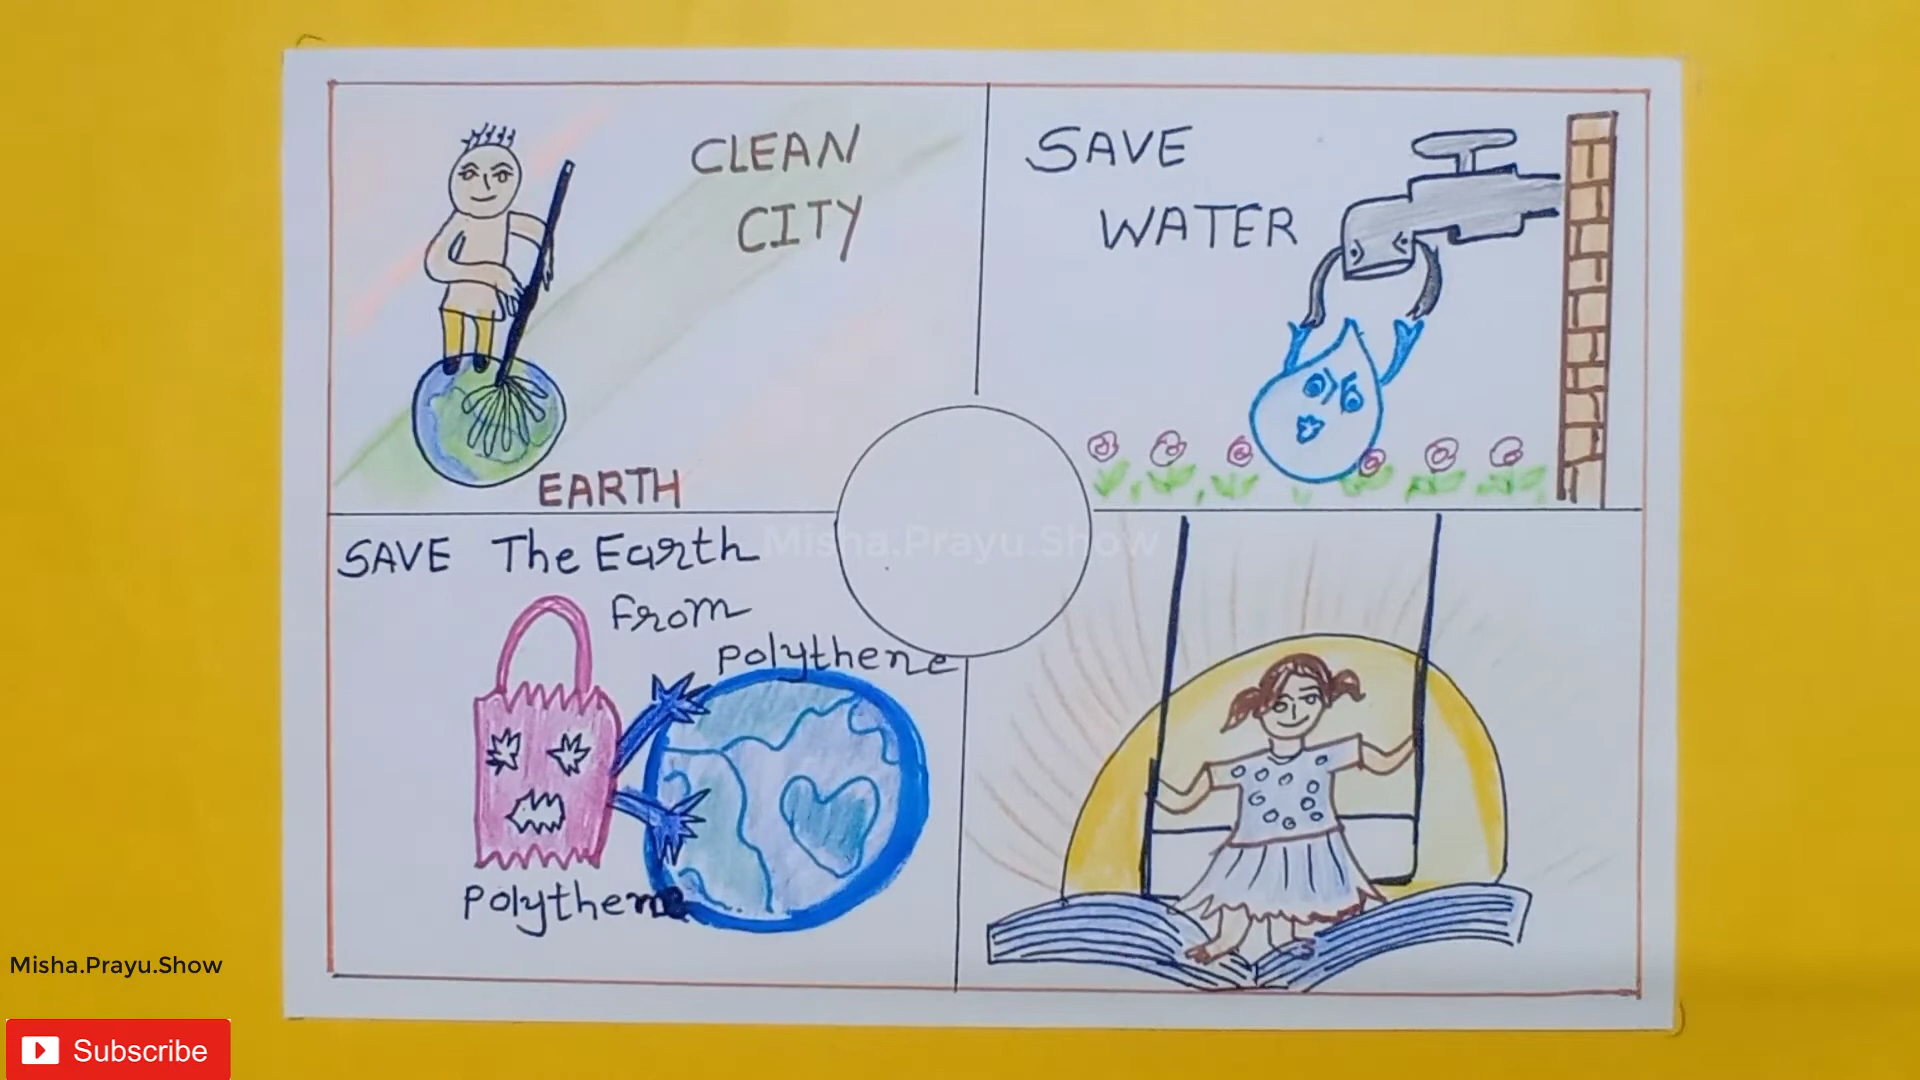 CLEAN
CITY
EARTH
SAVE
WATER
SAVE The Earth
From
Polythene
Polythene
Misha.Prayu.Show
Misha.Prayu.Show
Subscribe